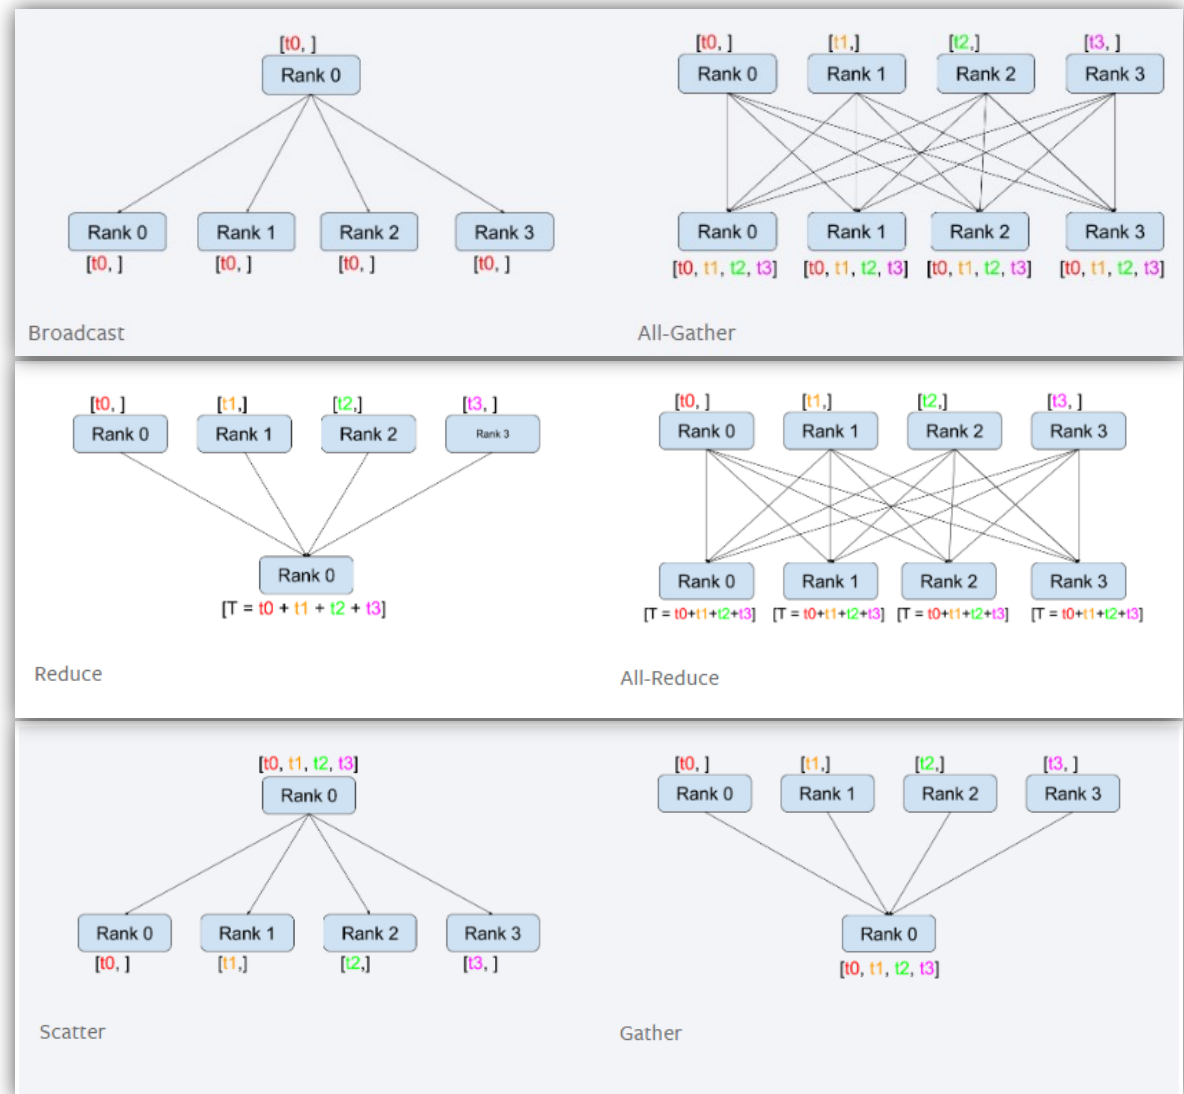 [t0, ]
Rank 0
Rank 0 Rank 1 Rank 2 Rank 3
[t0, ] [t0, ] [t0, ] [t0, ]
Broadcast
[t0, ] [t1,] [t2,] [t3, ]
Rank 0 Rank 1 Rank 2 Rank 3
Rank 0 Rank 1 Rank 2 Rank 3
[t0, t1, t2, t3] [t0, t1, t2, t3] [t0, t1, t2, t3] [t0, t1, t2, t3]
All-Gather
[t0, ] [t1,] [t2,] [t3, ]
Rank 0 Rank 1 Rank 2 Rank 3
Rank 0
[T = t0 + t1 + t2 + t3]
Reduce
[t0, ] [t1,] [t2,] [t3, ]
Rank 0 Rank 1 Rank 2 Rank 3
Rank 0 Rank 1 Rank 2 Rank 3
[T = t0+t1+t2+t3] [T = t0+t1+t2+t3] [T = t0+t1+t2+t3] [T = t0+t1+t2+t3]
All-Reduce
[t0, t1, t2, t3]
Rank 0
Rank 0 Rank 1 Rank 2 Rank 3
[t0, ] [t1,] [t2,] [t3, ]
Scatter
[t0, ] [t1,] [t2,] [t3, ]
Rank 0 Rank 1 Rank 2 Rank 3
Rank 0
[t0, t1, t2, t3]
Gather